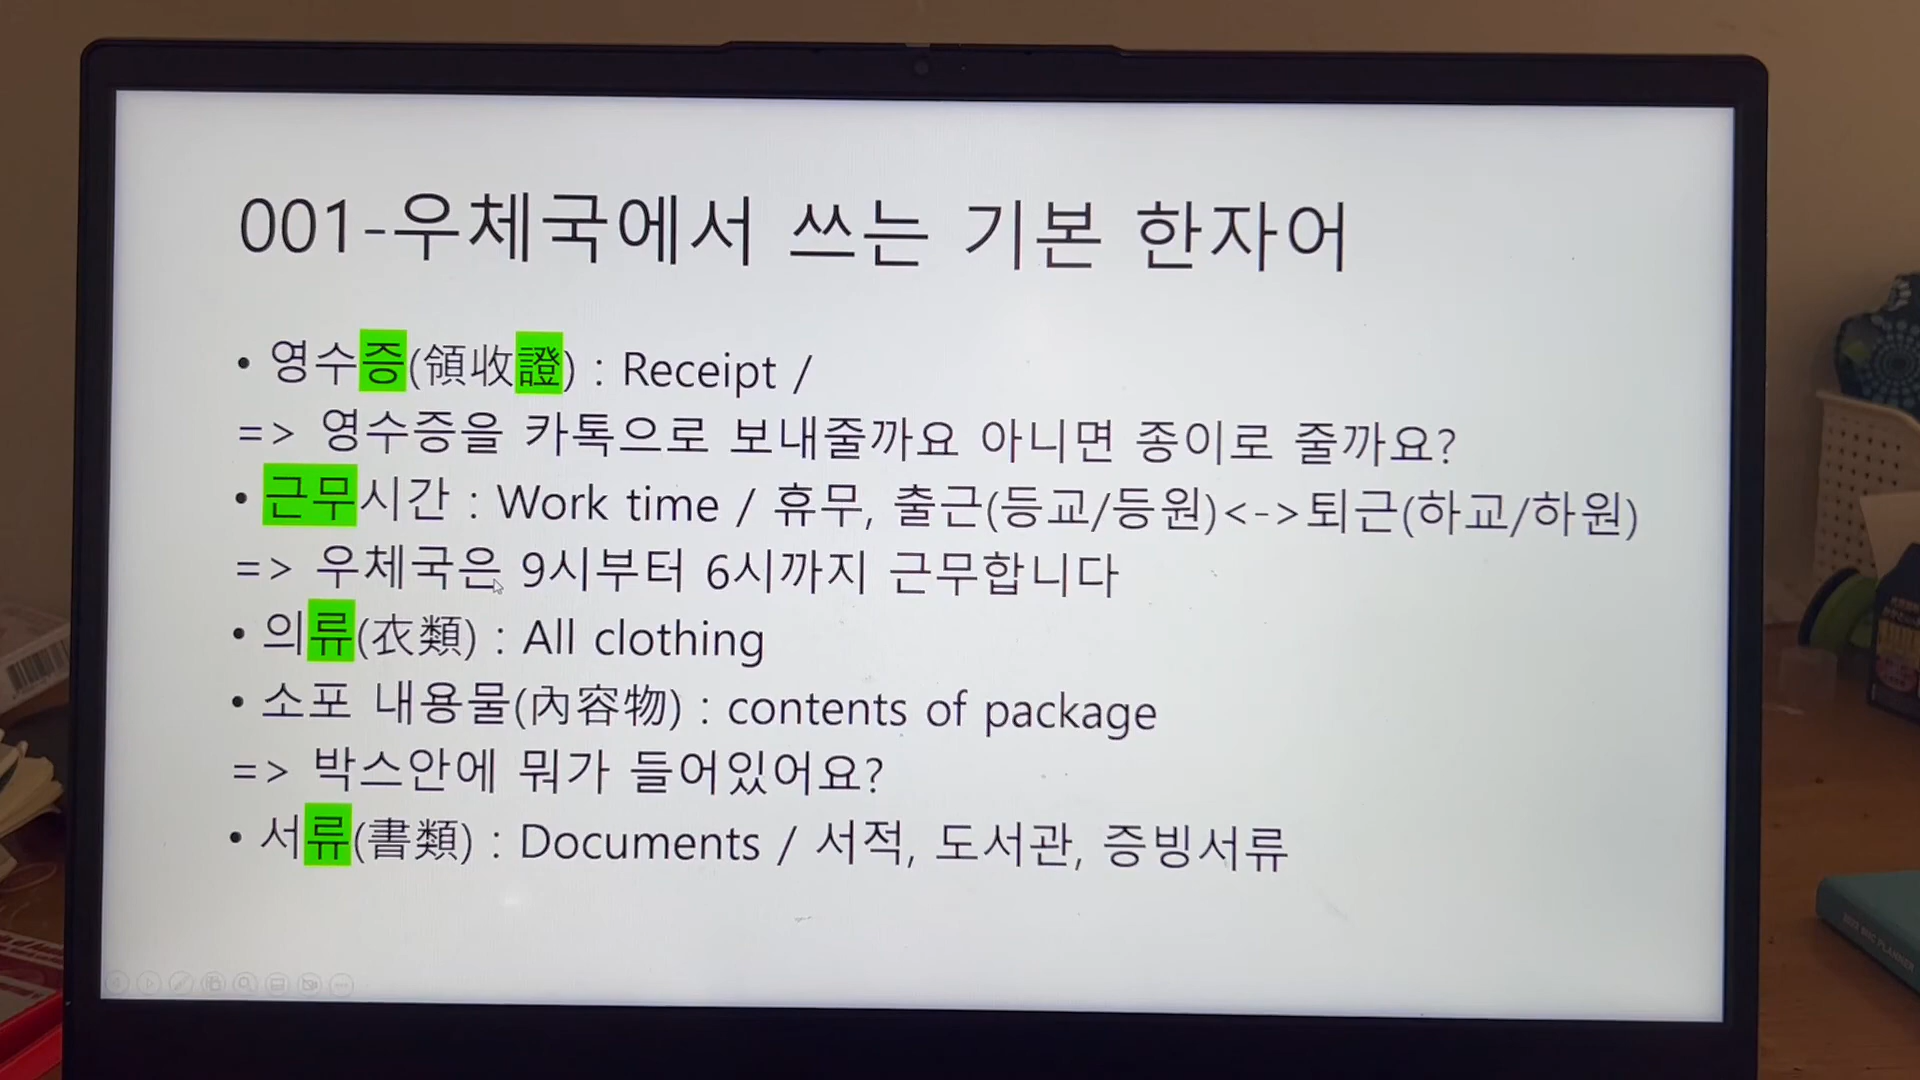 001-우체국에서 쓰는 기본 한자어
• 영수증(領收證) : Receipt /
=> 영수증을 카톡으로 보내줄까요 아니면 종이로 줄까요?
• 근무시간 : Work time / 휴무, 출근(등교/등원)<->퇴근(하교/하원)
=> 우체국은 9시부터 6시까지 근무합니다
• 의류(衣類) : All clothing
• 소포 내용물(內容物) : contents of package
=> 박스안에 뭐가 들어있어요?
• 서류(書類) : Documents / 서적, 도서관, 증빙서류